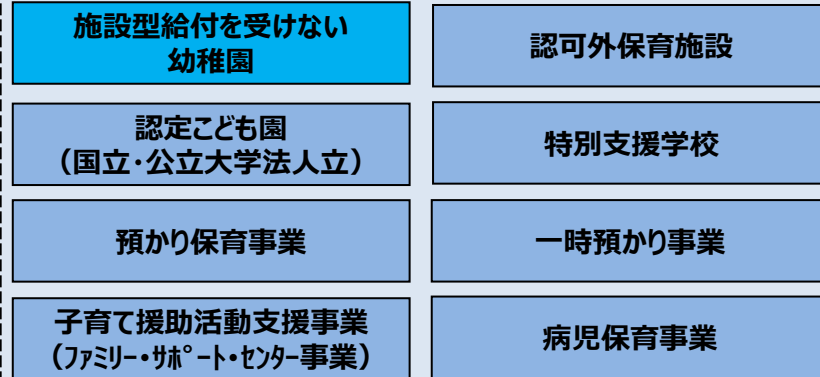 施設型給付を受けない
幼稚園
認可外保育施設
認定こども園
（国立・公立大学法人立）
特別支援学校
預かり保育事業
一時預かり事業
子育て援助活動支援事業
（ﾌｧﾐﾘｰ・ｻﾎﾟｰﾄ・ｾﾝﾀｰ事業）
病児保育事業